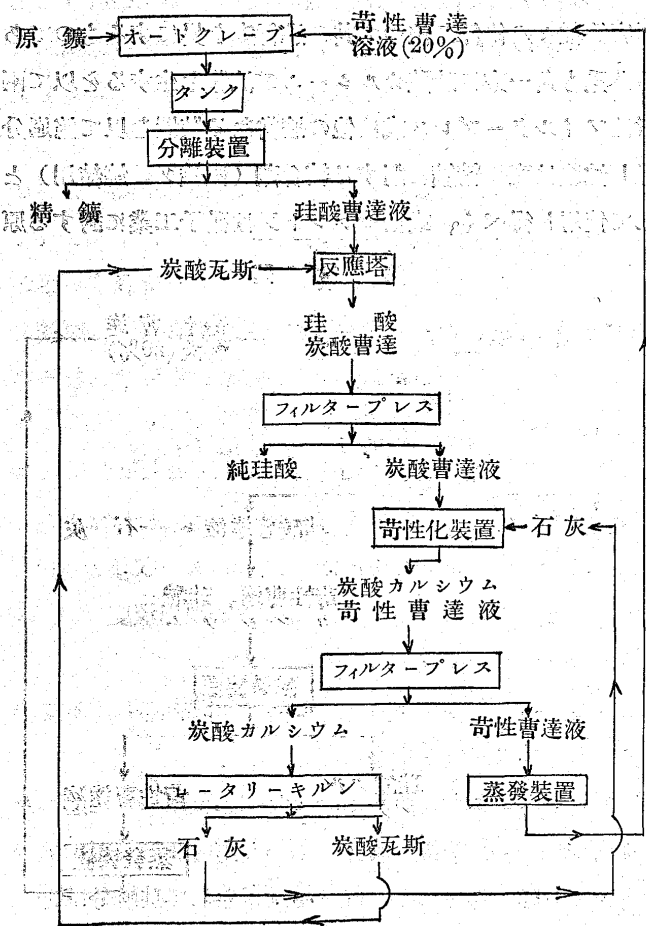 原鑛
オートクレーブ
苛性曹達
溶液(20%)
タンク
分離裝置
精鑛
珪酸曹達液
炭酸瓦斯
反應塔
珪酸
炭酸曹達
フィルタープレス
純珪酸
炭酸曹達液
苛性化裝置
石灰
炭酸カルシウム
苛性曹達液
フィルタープレス
炭酸カルシウム
苛性曹達液
ロータリーキルン
蒸發裝置
石灰
炭酸瓦斯